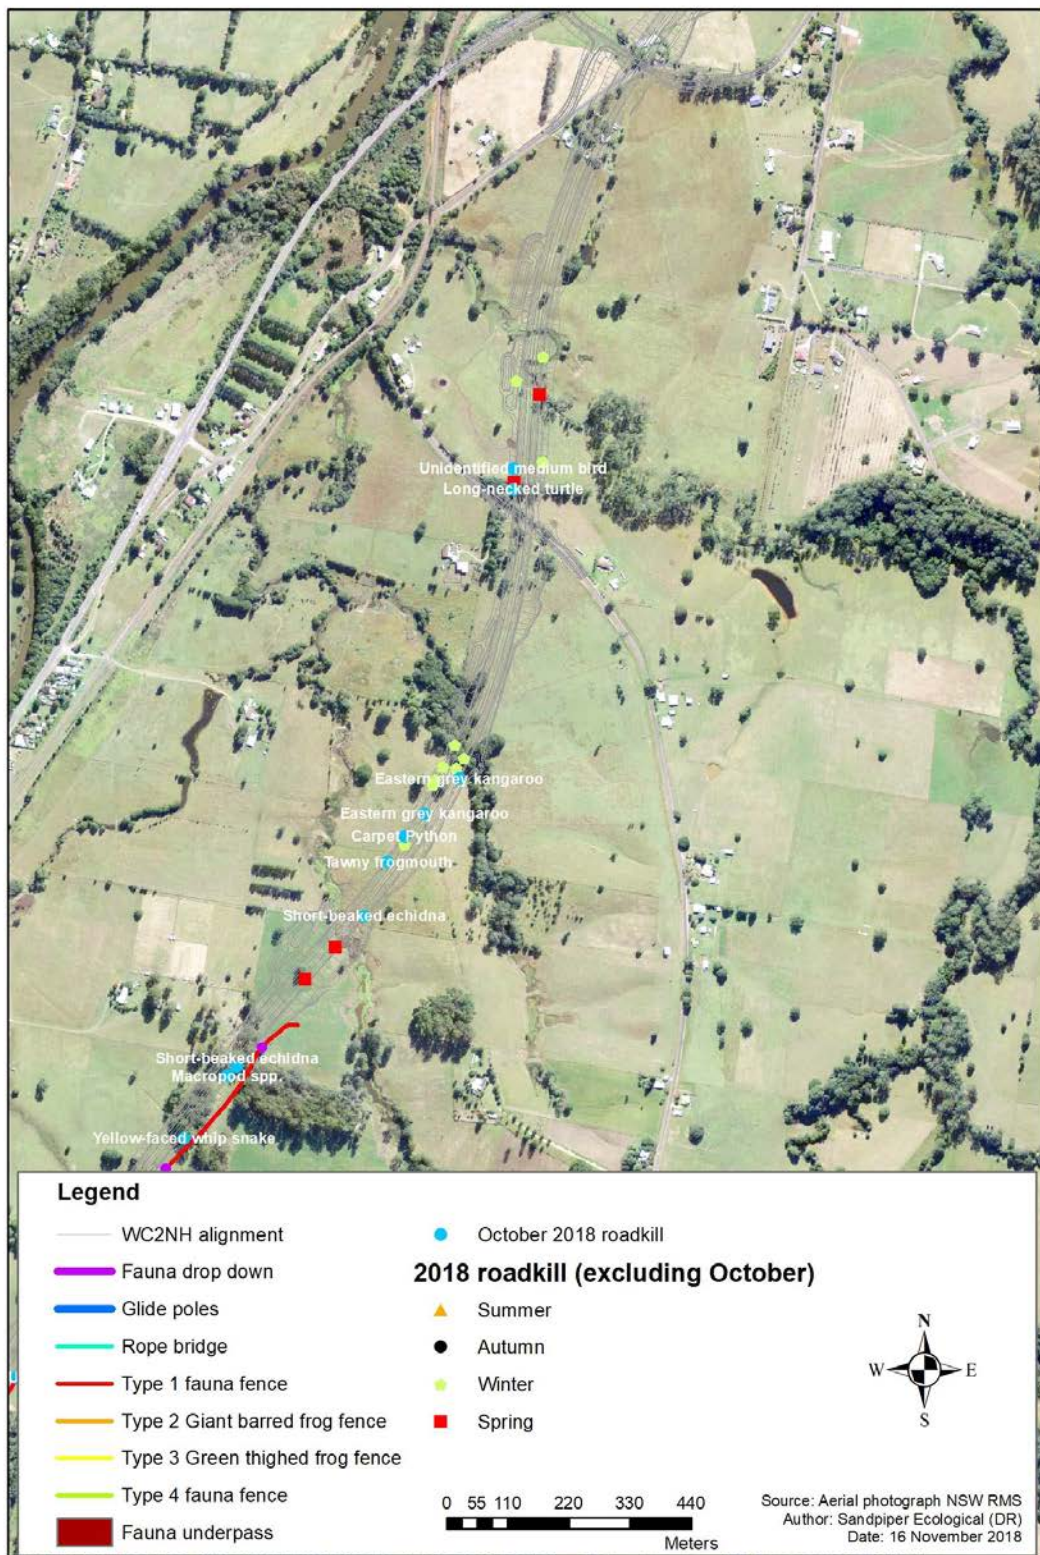 Unidentified medium bird
Long-necked turtle
Eastern grey kangaroo
Eastern grey kangaroo
Carpet Python
Tawny frogmouth
Short-beaked echidna
Short-beaked echidna
Macropod spp.
Yellow-faced whip snake
Legend
WC2NH alignment
Fauna drop down
Glide poles
Rope bridge
Type 1 fauna fence
Type 2 Giant barred frog fence
Type 3 Green thighed frog fence
Type 4 fauna fence
Fauna underpass
October 2018 roadkill
2018 roadkill (excluding October)
Summer
Autumn
Winter
Spring
N
W E
S
0 55 110 220 330 440
Meters
Source: Aerial photograph NSW RMS
Author: Sandpiper Ecological (DR)
Date: 16 November 2018